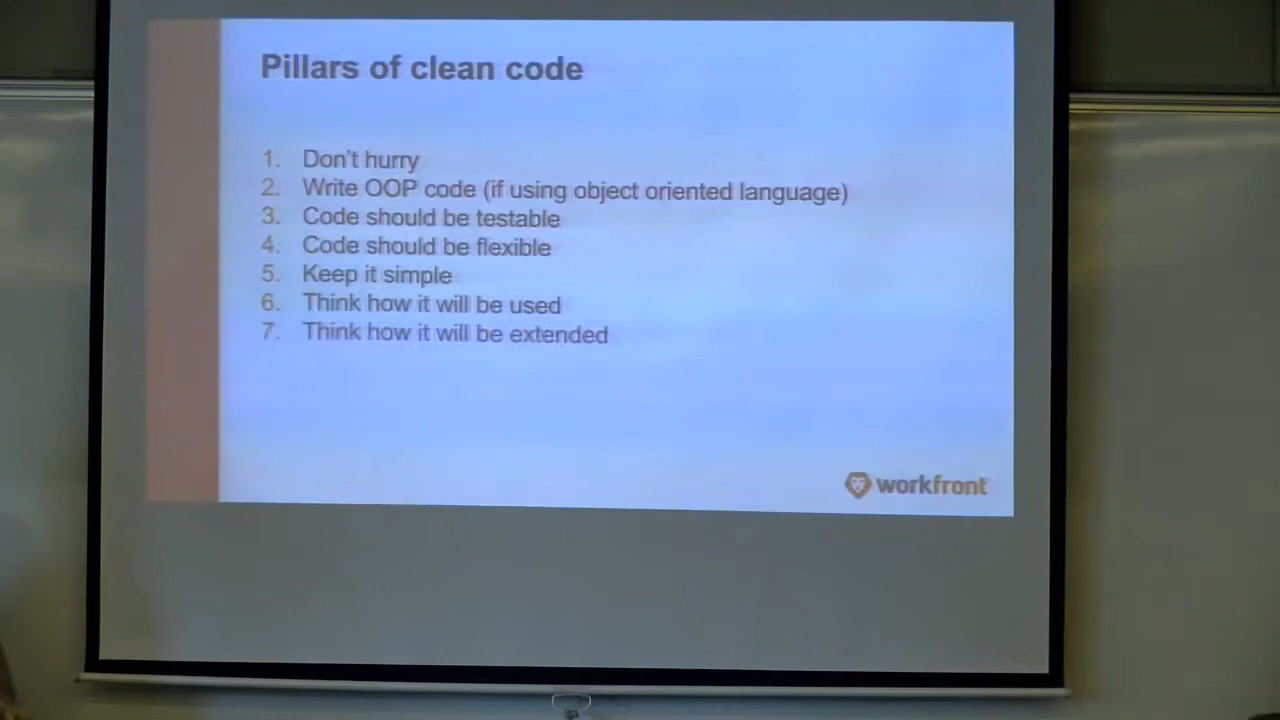 Pillars of clean code
1. Don't hurry
2. Write OOP code (if using object oriented language)
3. Code should be testable
4. Code should be flexible
5. Keep it simple
6. Think how it will be used
7. Think how it will be extended
workfront